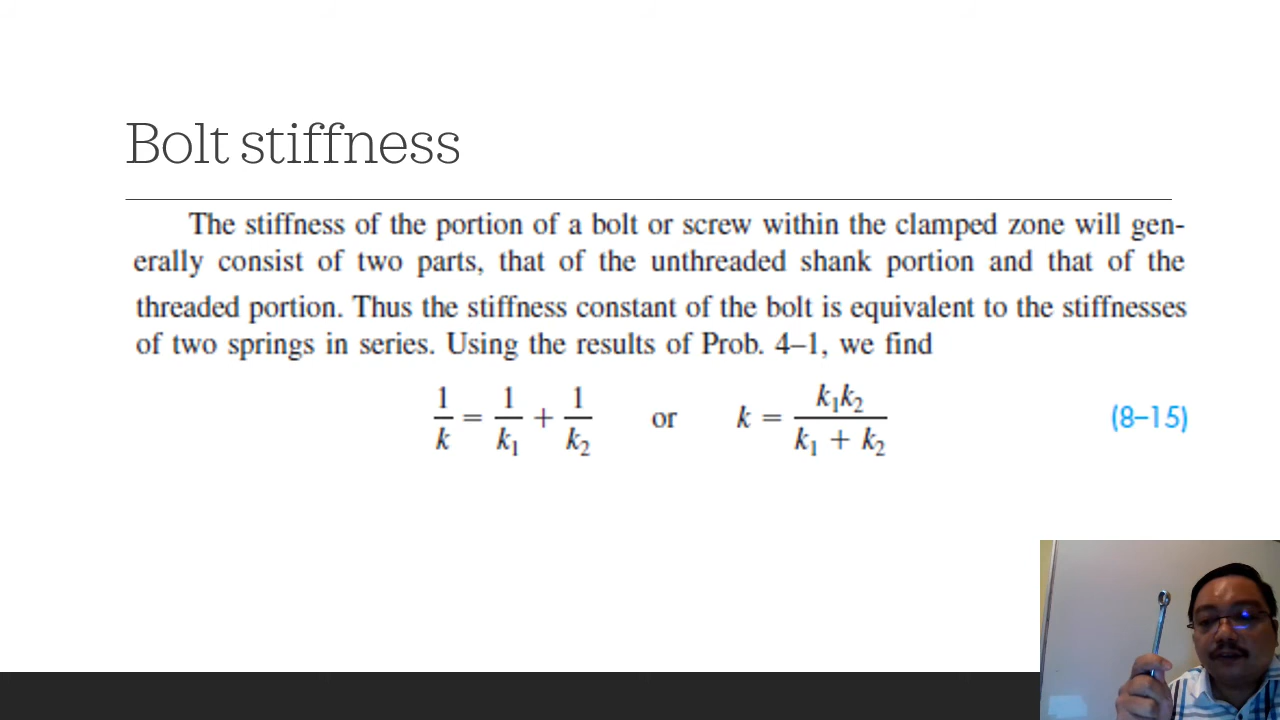 Bolt stiffness
The stiffness of the portion of a bolt or screw within the clamped zone will gen-
erally consist of two parts, that of the unthreaded shank portion and that of the
threaded portion. Thus the stiffness constant of the bolt is equivalent to the stiffnesses
of two springs in series. Using the results of Prob. 4–1, we find
1/k = 1/k₁ + 1/k₂ or k = k₁k₂/(k₁ + k₂) (8–15)